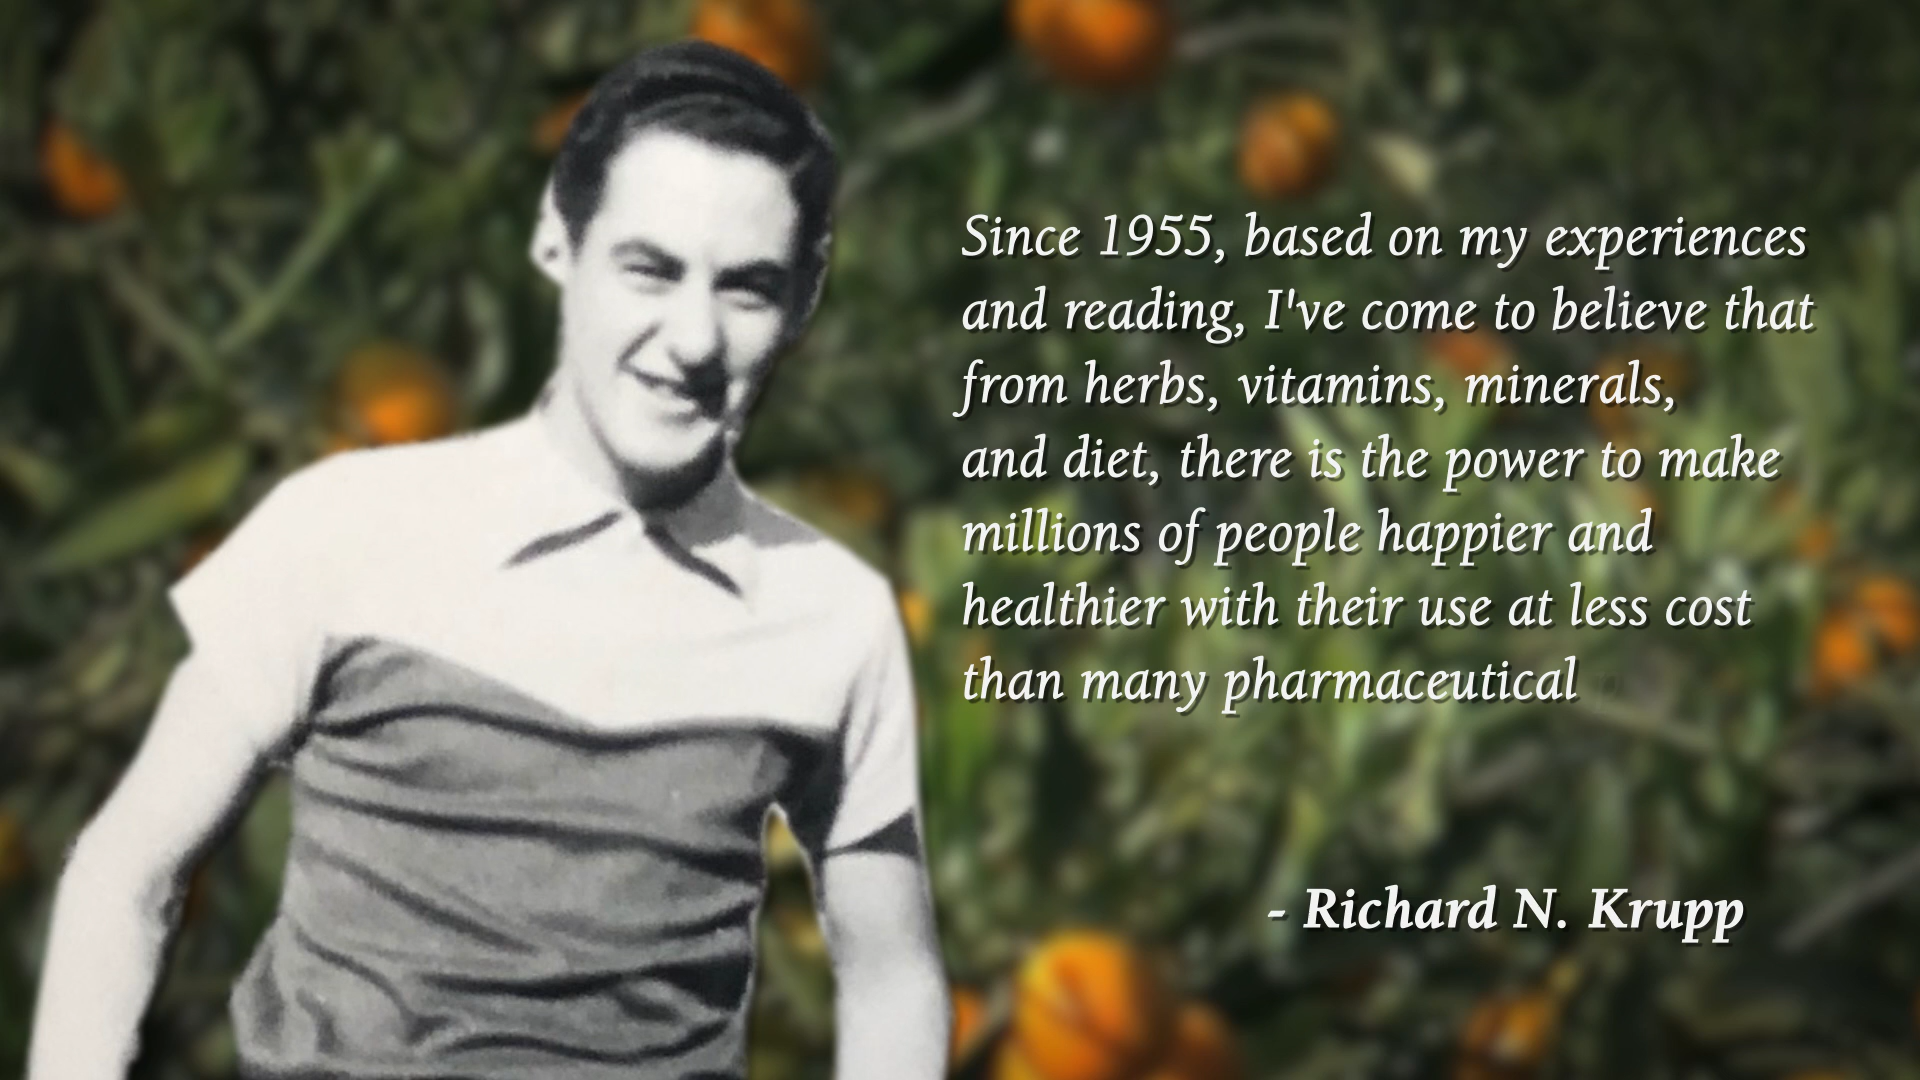 Since 1955, based on my experiences
and reading, I've come to believe that
from herbs, vitamins, minerals,
and diet, there is the power to make
millions of people happier and
healthier with their use at less cost
than many pharmaceutical
- Richard N. Krupp